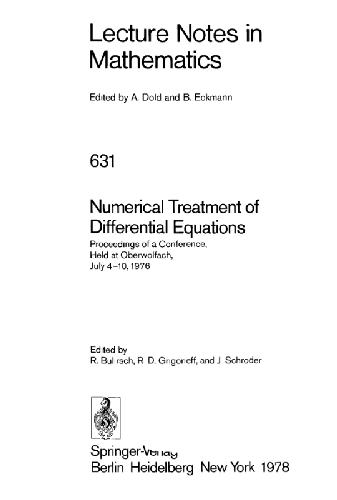 Lecture Notes in
Mathematics
Edited by A. Dold and B. Eckmann
631
Numerical Treatment of
Differential Equations
Proceedings of a Conference,
Held at Oberwolfach,
July 4–10, 1976
Edited by
R. Bulirsch, R. D. Grigorieff, and J. Schröder
Springer-Verlag
Berlin Heidelberg New York 1978